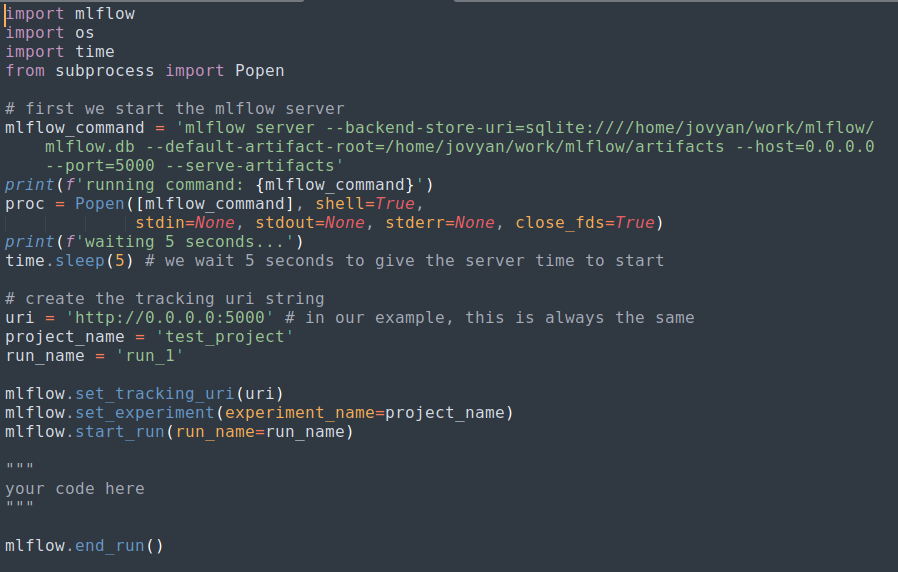 import mlflow
import os
import time
from subprocess import Popen

# first we start the mlflow server
mlflow_command = 'mlflow server --backend-store-uri=sqlite:////home/jovyan/work/mlflow/
    mlflow.db --default-artifact-root=/home/jovyan/work/mlflow/artifacts --host=0.0.0.0
    --port=5000 --serve-artifacts'
print(f'running command: {mlflow_command}')
proc = Popen([mlflow_command], shell=True,
             stdin=None, stdout=None, stderr=None, close_fds=True)
print(f'waiting 5 seconds...')
time.sleep(5) # we wait 5 seconds to give the server time to start

# create the tracking uri string
uri = 'http://0.0.0.0:5000' # in our example, this is always the same
project_name = 'test_project'
run_name = 'run_1'

mlflow.set_tracking_uri(uri)
mlflow.set_experiment(experiment_name=project_name)
mlflow.start_run(run_name=run_name)

"""
your code here
"""

mlflow.end_run()